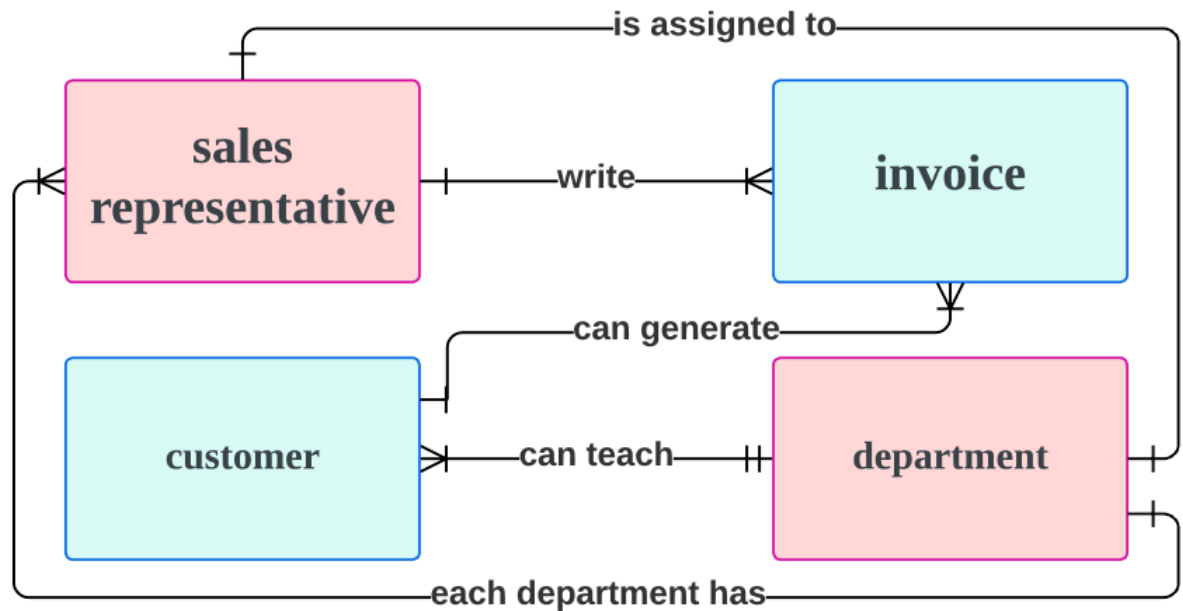 is assigned to
sales
representative
write
invoice
can generate
customer
can teach
department
each department has